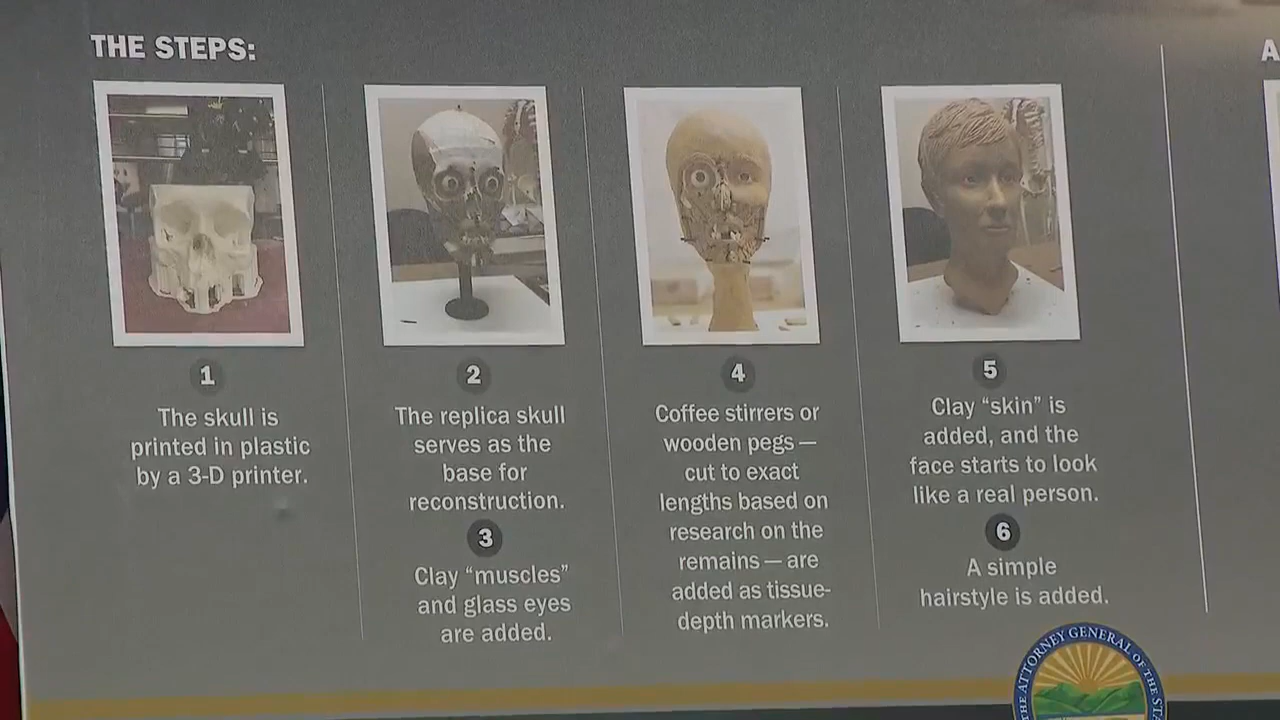 THE STEPS:
1
The skull is
printed in plastic
by a 3-D printer.
2
The replica skull
serves as the
base for
reconstruction.
3
Clay “muscles”
and glass eyes
are added.
4
Coffee stirrers or
wooden pegs —
cut to exact
lengths based on
research on the
remains — are
added as tissue-
depth markers.
5
Clay “skin” is
added, and the
face starts to look
like a real person.
6
A simple
hairstyle is added.
A
THE ATTORNEY GENERAL OF THE